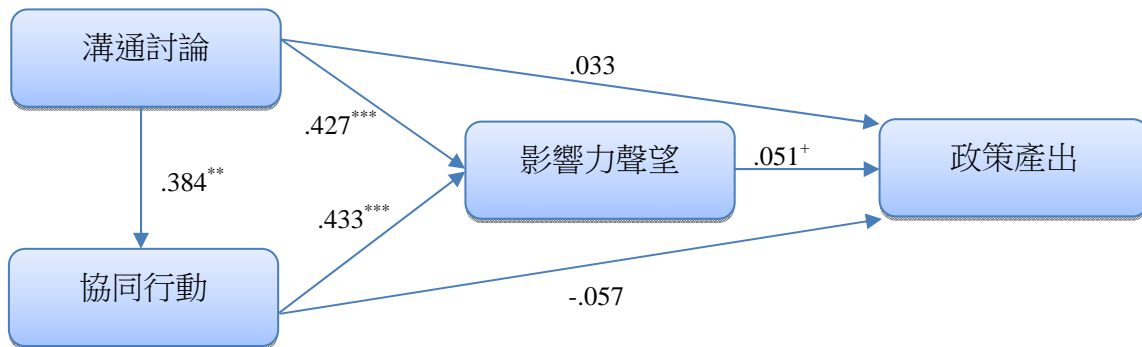 溝通討論
.033
.427***
影響力聲望
.051+
政策產出
.384**
.433***
協同行動
-.057